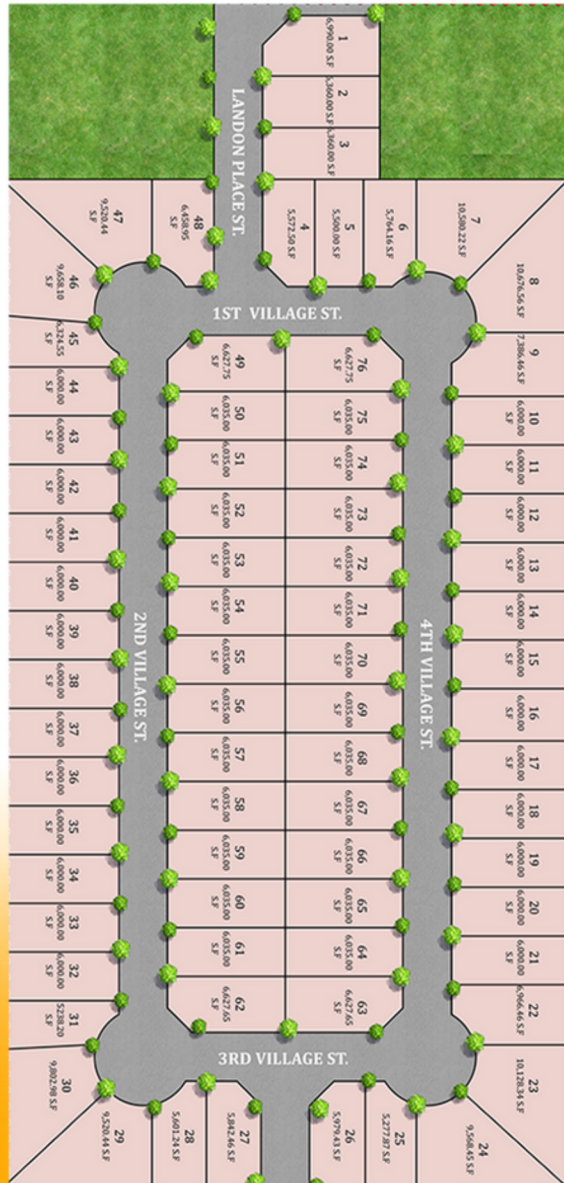 1
6,990.00 S.F
2
5,360.00 S.F
3
5,360.00 S.F
LANDON PLACE ST.
47
9,520.44
S.F
48
6,458.95
S.F
4
5,572.50 S.F
5
5,500.00 S.F
6
5,764.16 S.F
7
10,580.22 S.F
8
10,676.56 S.F
46
9,658.10
S.F
1ST VILLAGE ST.
45
6,324.55
S.F
49
6,627.75
S.F
76
6,627.75
S.F
9
7,386.46 S.F
44
6,000.00
S.F
50
6,035.00
S.F
75
6,035.00
S.F
10
6,000.00
S.F
43
6,000.00
S.F
51
6,035.00
S.F
74
6,035.00
S.F
11
6,000.00
S.F
42
6,000.00
S.F
52
6,035.00
S.F
73
6,035.00
S.F
12
6,000.00
S.F
41
6,000.00
S.F
53
6,035.00
S.F
72
6,035.00
S.F
13
6,000.00
S.F
40
6,000.00
S.F
54
6,035.00
S.F
71
6,035.00
S.F
14
6,000.00
S.F
2ND VILLAGE ST.
4TH VILLAGE ST.
39
6,000.00
S.F
55
6,035.00
S.F
70
6,035.00
S.F
15
6,000.00
S.F
38
6,000.00
S.F
56
6,035.00
S.F
69
6,035.00
S.F
16
6,000.00
S.F
37
6,000.00
S.F
57
6,035.00
S.F
68
6,035.00
S.F
17
6,000.00
S.F
36
6,000.00
S.F
58
6,035.00
S.F
67
6,035.00
S.F
18
6,000.00
S.F
35
6,000.00
S.F
59
6,035.00
S.F
66
6,035.00
S.F
19
6,000.00
S.F
34
6,000.00
S.F
60
6,035.00
S.F
65
6,035.00
S.F
20
6,000.00
S.F
33
6,000.00
S.F
61
6,035.00
S.F
64
6,035.00
S.F
21
6,000.00
S.F
32
6,000.00
S.F
62
6,627.65
S.F
63
6,627.65
S.F
22
6,966.46 S.F
31
5238.20
S.F
3RD VILLAGE ST.
30
9,802.98 S.F
23
10,128.34 S.F
29
9,520.44 S.F
28
5,601.24 S.F
27
5,842.46 S.F
26
5,979.43 S.F
25
5,277.87 S.F
24
9,568.45 S.F